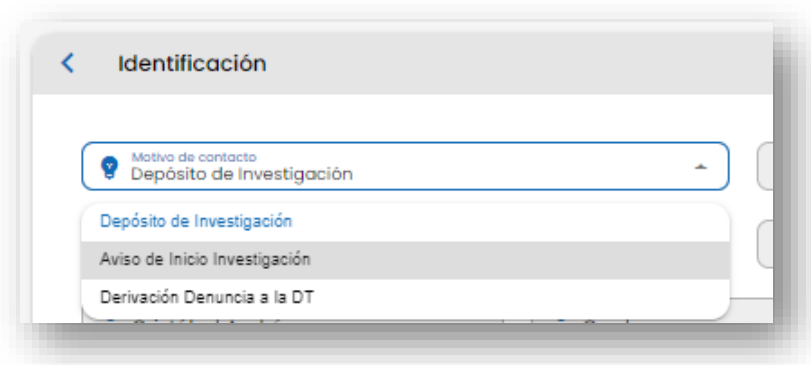 Identificación
Motivo de contacto
Depósito de Investigación
Depósito de Investigación
Aviso de Inicio Investigación
Derivación Denuncia a la DT